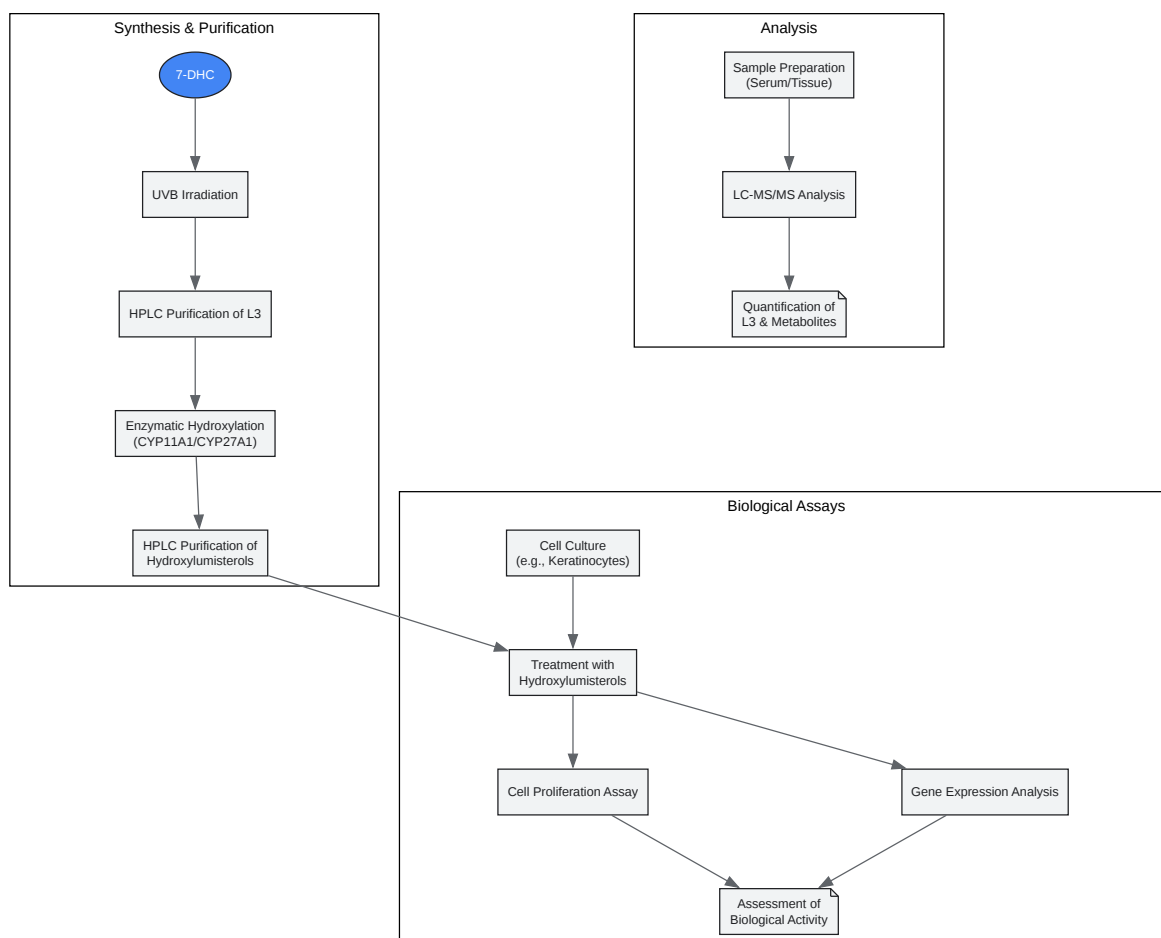 Synthesis & Purification
7-DHC
UVB Irradiation
HPLC Purification of L3
Enzymatic Hydroxylation
(CYP11A1/CYP27A1)
HPLC Purification of
Hydroxylumisterols
Analysis
Sample Preparation
(Serum/Tissue)
LC-MS/MS Analysis
Quantification of
L3 & Metabolites
Biological Assays
Cell Culture
(e.g., Keratinocytes)
Treatment with
Hydroxylumisterols
Cell Proliferation Assay
Gene Expression Analysis
Assessment of
Biological Activity